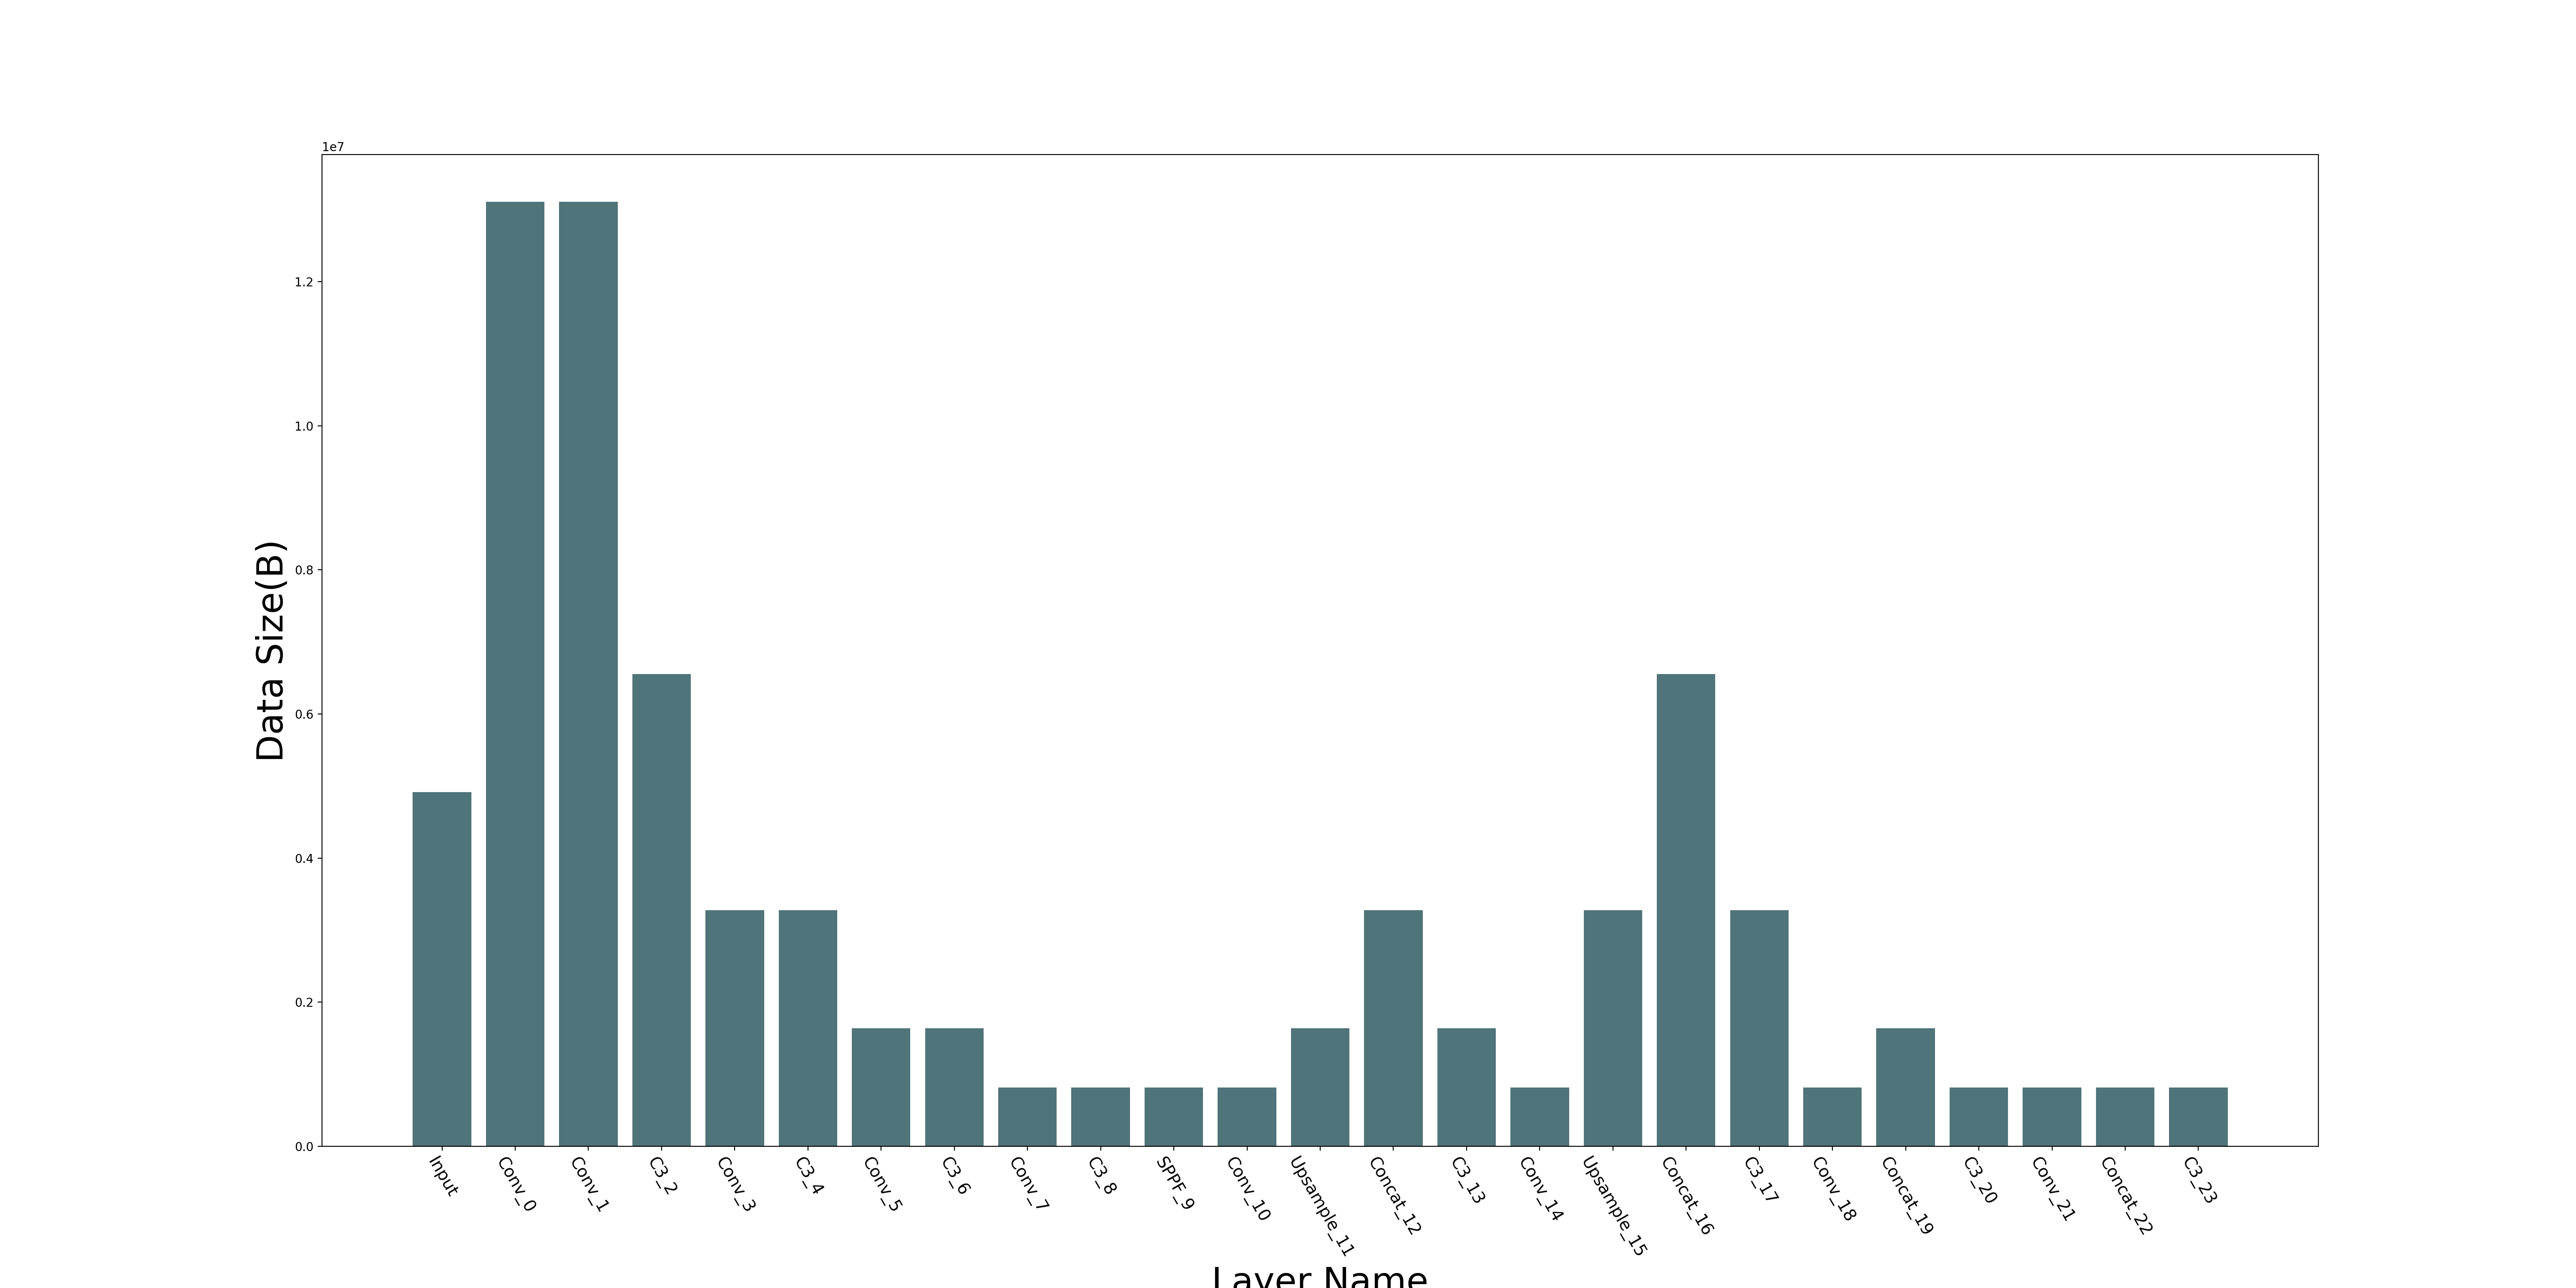 1e7
1.2
1.0
0.8
0.6
0.4
0.2
0.0
Data Size(B)
Input
Conv_0
Conv_1
C3_2
Conv_3
C3_4
Conv_5
C3_6
Conv_7
C3_8
SPPF_9
Conv_10
Upsample_11
Concat_12
C3_13
Conv_14
Upsample_15
Concat_16
C3_17
Conv_18
Concat_19
C3_20
Conv_21
Concat_22
C3_23
Layer Name